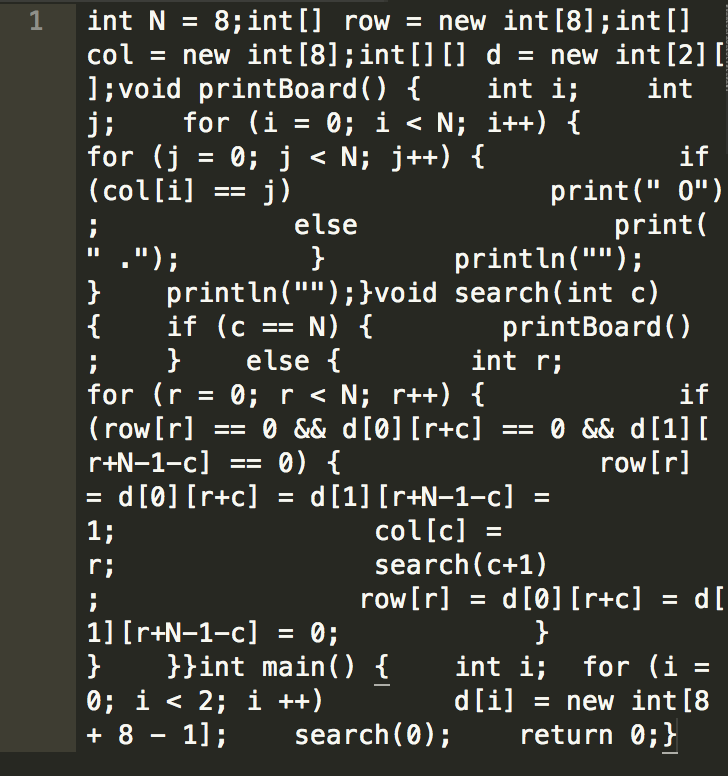 1 int N = 8;int[] row = new int[8];int[]
col = new int[8];int[][] d = new int[2][
];void printBoard() {    int i;    int
j;    for (i = 0; i < N; i++) {
for (j = 0; j < N; j++) {            if
(col[i] == j)                print(" O")
;            else                print(
" .");        }        println("");
}    println("");}void search(int c)
{    if (c == N) {        printBoard()
;    }    else {        int r;
for (r = 0; r < N; r++) {            if
(row[r] == 0 && d[0][r+c] == 0 && d[1][
r+N-1-c] == 0) {                row[r]
= d[0][r+c] = d[1][r+N-1-c] =
1;                col[c] =
r;                search(c+1)
;                row[r] = d[0][r+c] = d[
1][r+N-1-c] = 0;            }
}    }}int main() {    int i;  for (i =
0; i < 2; i ++)        d[i] = new int[8
+ 8 - 1];    search(0);    return 0;}